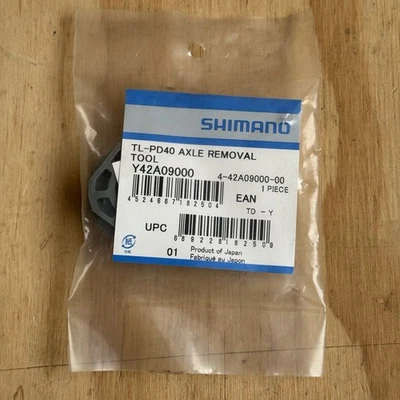 SHIMANO
TL-PD40 AXLE REMOVAL
TOOL
Y42A09000
4-42A09000-00
1 PIECE
4524667182504
EAN
TD - Y
UPC
889228182509
01
Product of Japan
Fabriqué au Japon